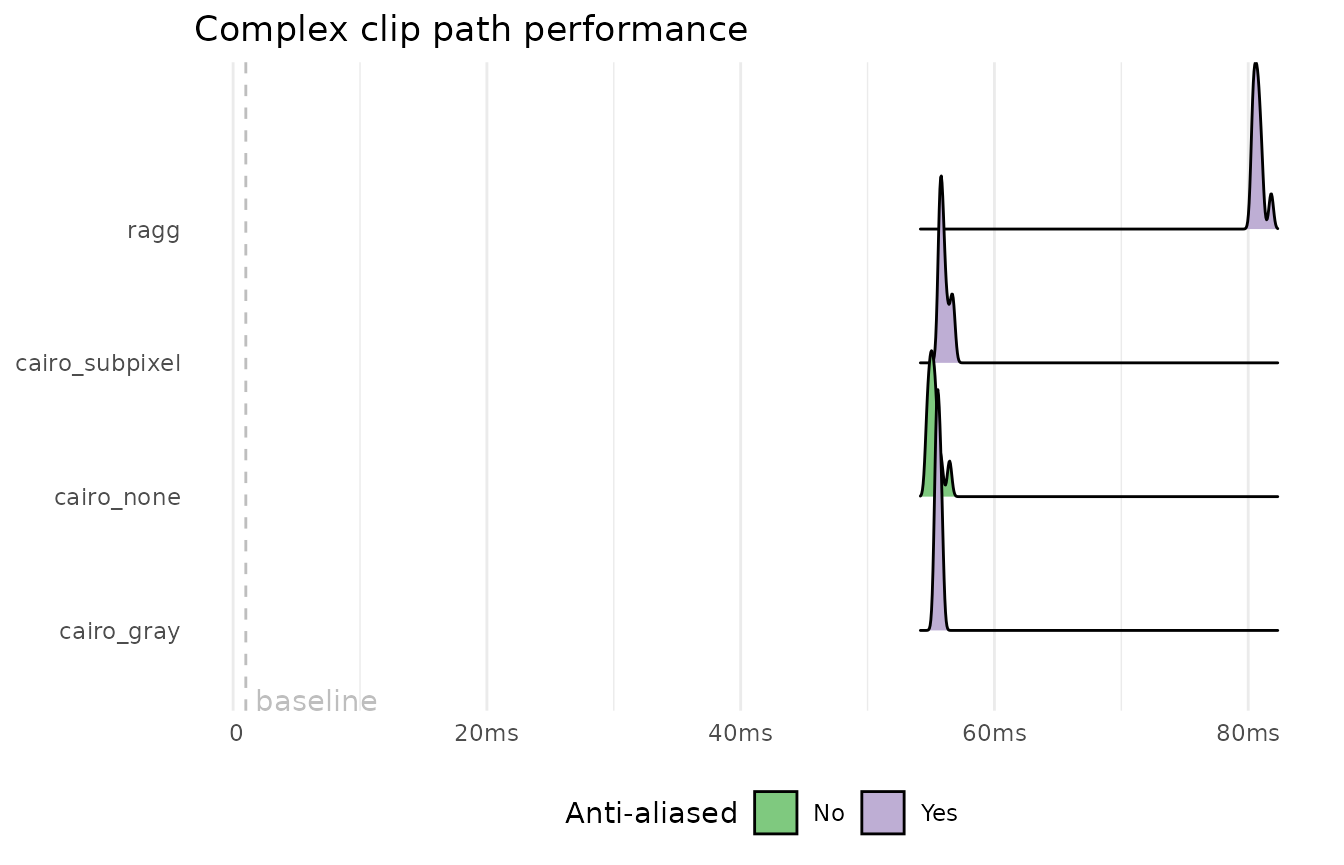 Complex clip path performance
ragg
cairo_subpixel
cairo_none
cairo_gray
baseline
0 20ms 40ms 60ms 80ms
Anti-aliased No Yes